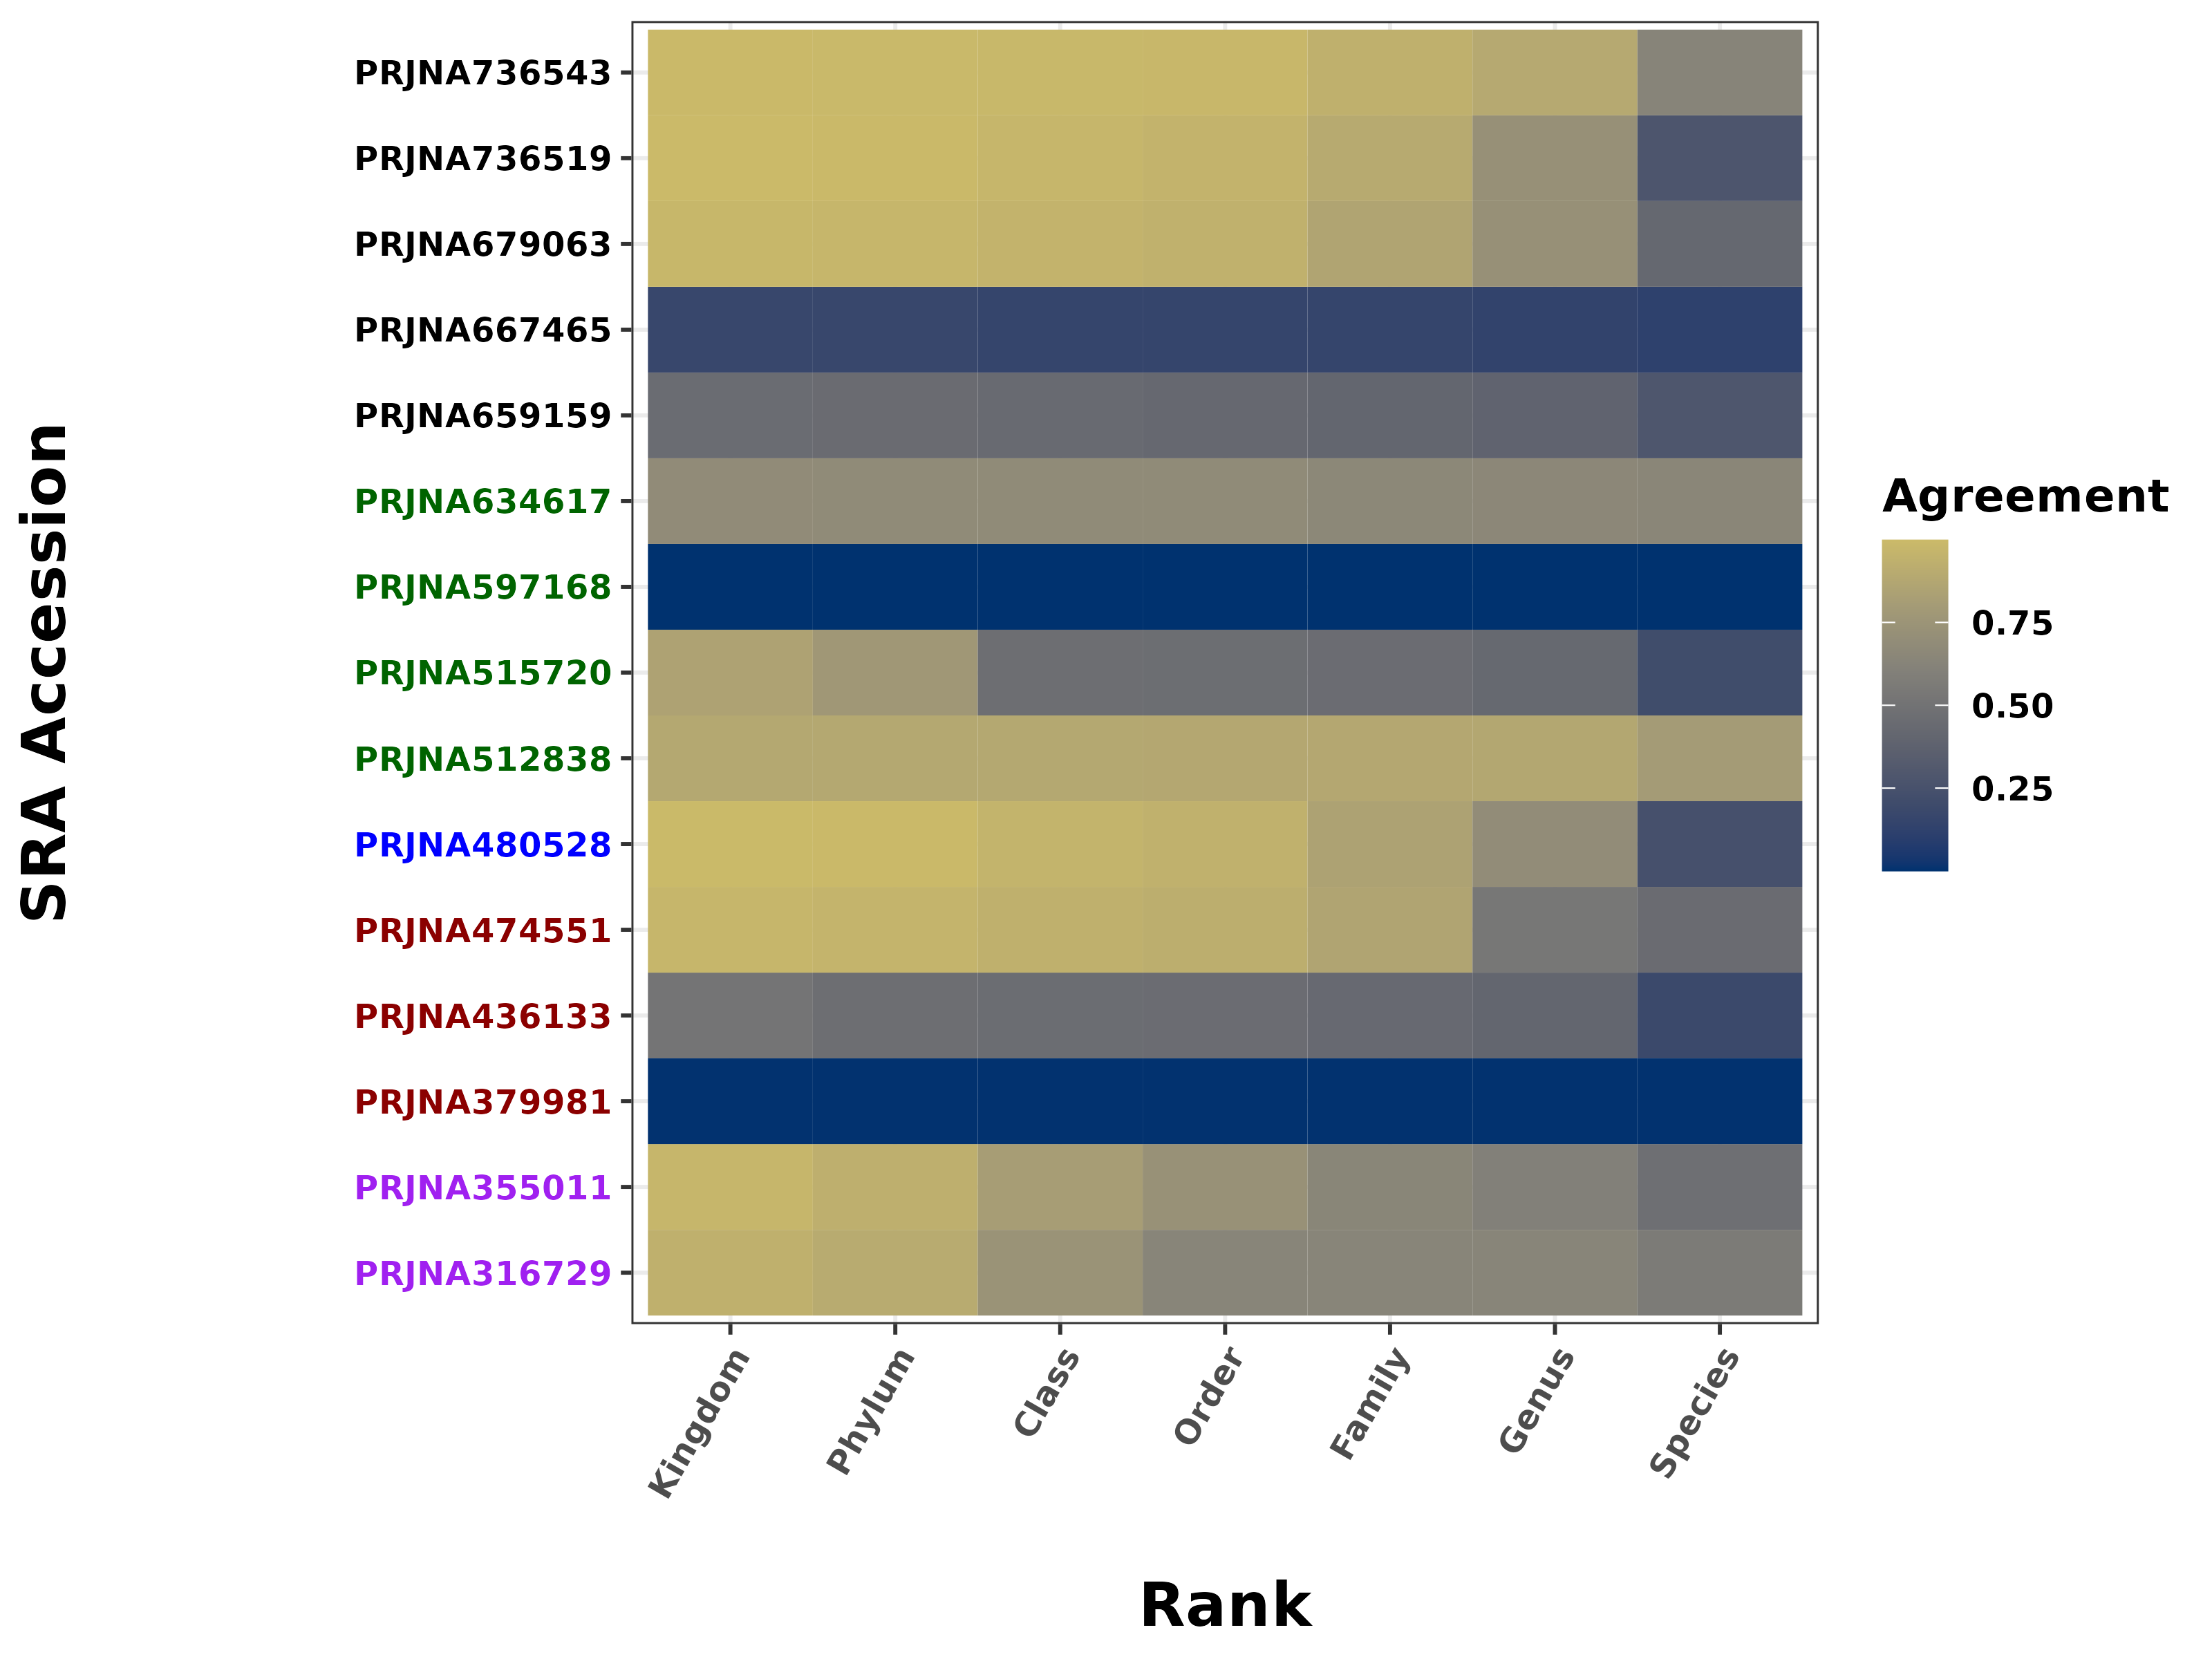 SRA Accession
PRJNA736543
PRJNA736519
PRJNA679063
PRJNA667465
PRJNA659159
PRJNA634617
PRJNA597168
PRJNA515720
PRJNA512838
PRJNA480528
PRJNA474551
PRJNA436133
PRJNA379981
PRJNA355011
PRJNA316729
Kingdom
Phylum
Class
Order
Family
Genus
Species
Rank
Agreement
0.75
0.50
0.25